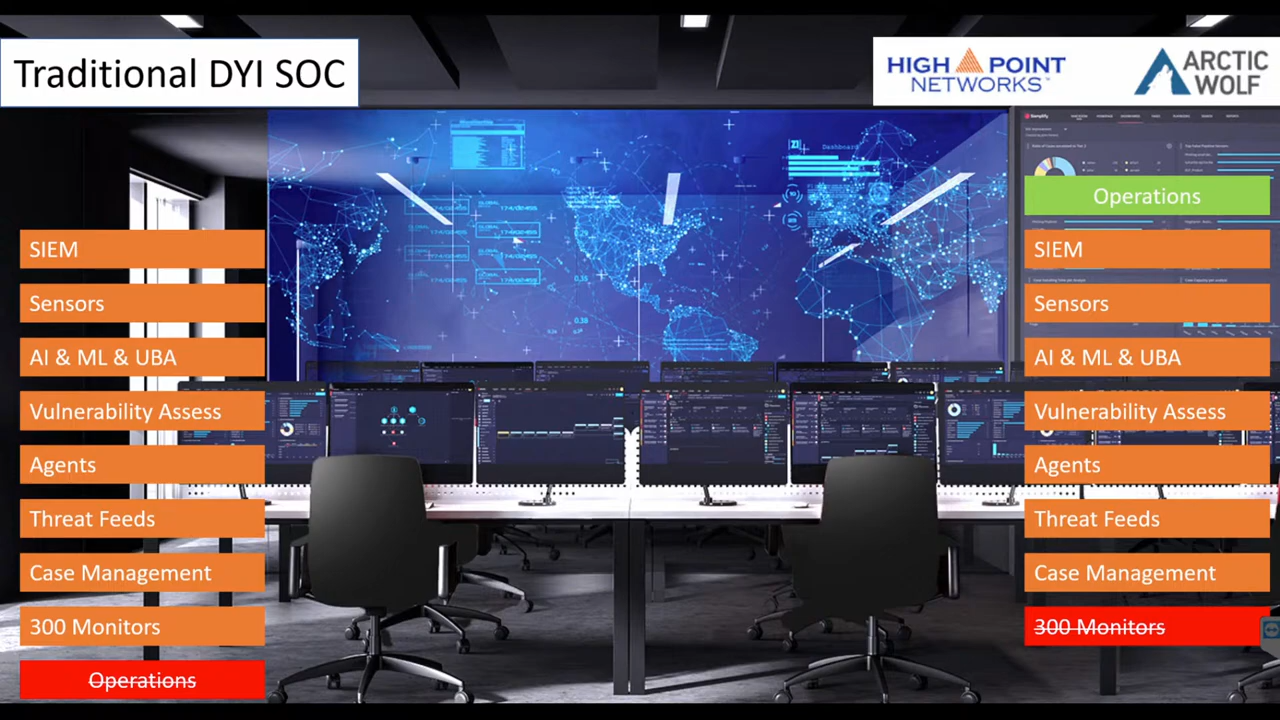 Traditional DYI SOC
HIGH POINT
NETWORKS
ARCTIC
WOLF
Dashboard
Operations
SIEM
Sensors
AI & ML & UBA
Vulnerability Assess
Agents
Threat Feeds
Case Management
300 Monitors
Operations
SIEM
Sensors
AI & ML & UBA
Vulnerability Assess
Agents
Threat Feeds
Case Management
300 Monitors